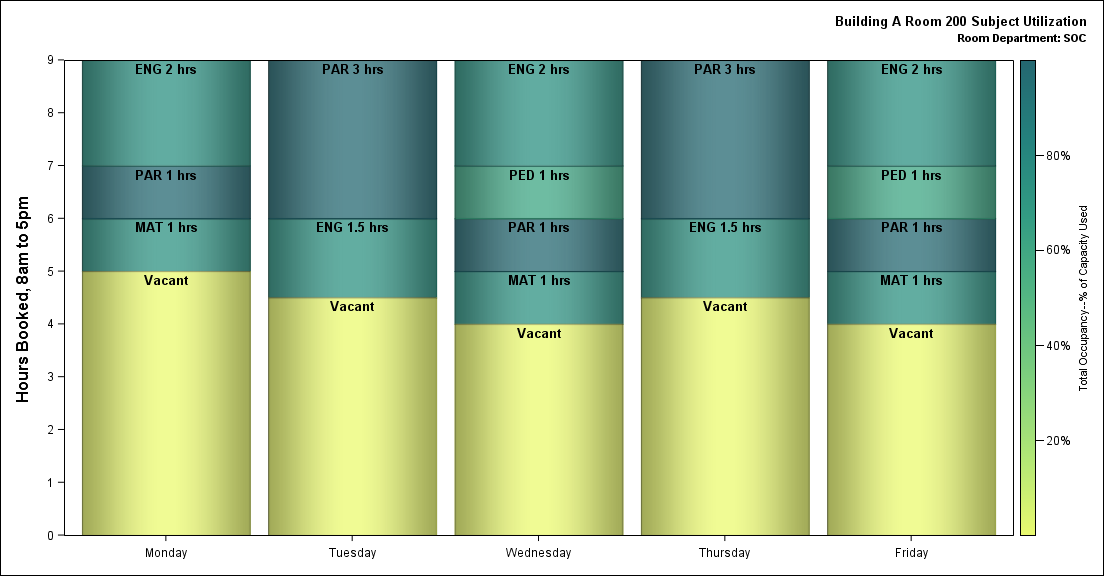 Building A Room 200 Subject Utilization
Room Department: SOC
Hours Booked, 8am to 5pm
9
8
7
6
5
4
3
2
1
0
ENG 2 hrs
PAR 1 hrs
MAT 1 hrs
Vacant
Monday
PAR 3 hrs
ENG 1.5 hrs
Vacant
Tuesday
ENG 2 hrs
PED 1 hrs
PAR 1 hrs
MAT 1 hrs
Vacant
Wednesday
PAR 3 hrs
ENG 1.5 hrs
Vacant
Thursday
ENG 2 hrs
PED 1 hrs
PAR 1 hrs
MAT 1 hrs
Vacant
Friday
80%
60%
40%
20%
Total Occupancy--% of Capacity Used